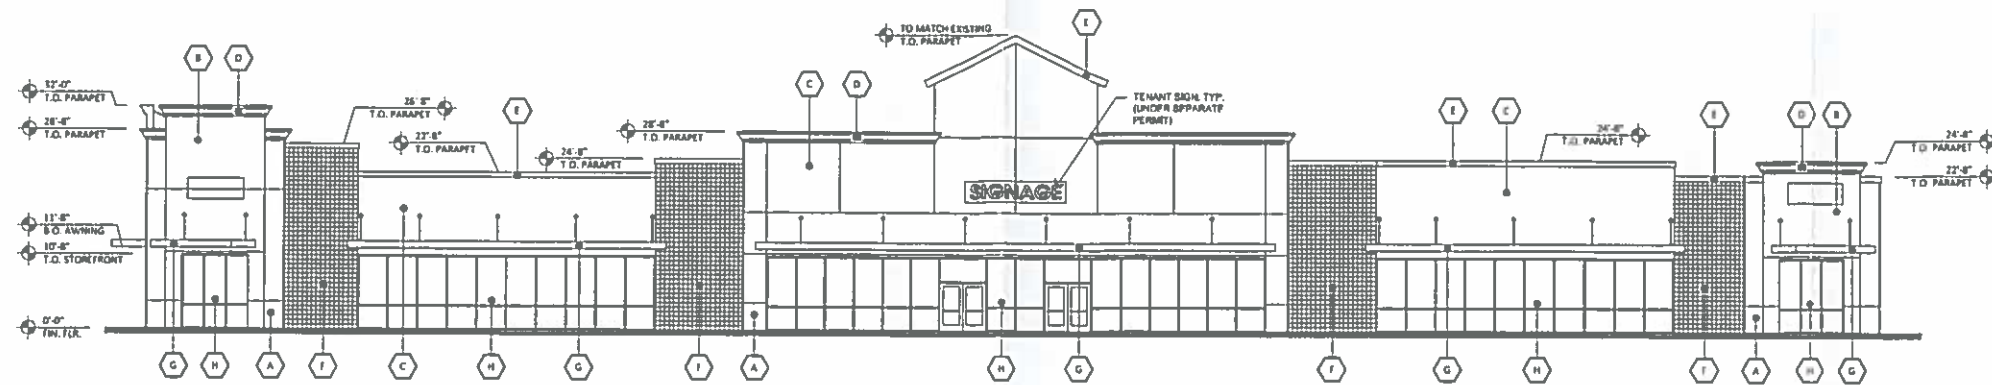 TO MATCH EXISTING
T.O. PARAPET
E
B
D
32'-0"
T.O. PARAPET
28'-8"
T.O. PARAPET
26'-8"
T.O. PARAPET
22'-8"
T.O. PARAPET
E
24'-8"
T.O. PARAPET
28'-8"
T.O. PARAPET
C
D
TENANT SIGN, TYP.
(UNDER SEPARATE
PERMIT)
E
C
24'-8"
T.O. PARAPET
E
D
B
24'-8"
T.O. PARAPET
22'-8"
T.O. PARAPET
SIGNAGE
11'-8"
B.O. AWNING
10'-8"
T.O. STOREFRONT
0'-0"
FIN. FLR.
G
H
A
F
C
H
G
F
A
H
G
F
G
H
F
A
H
G